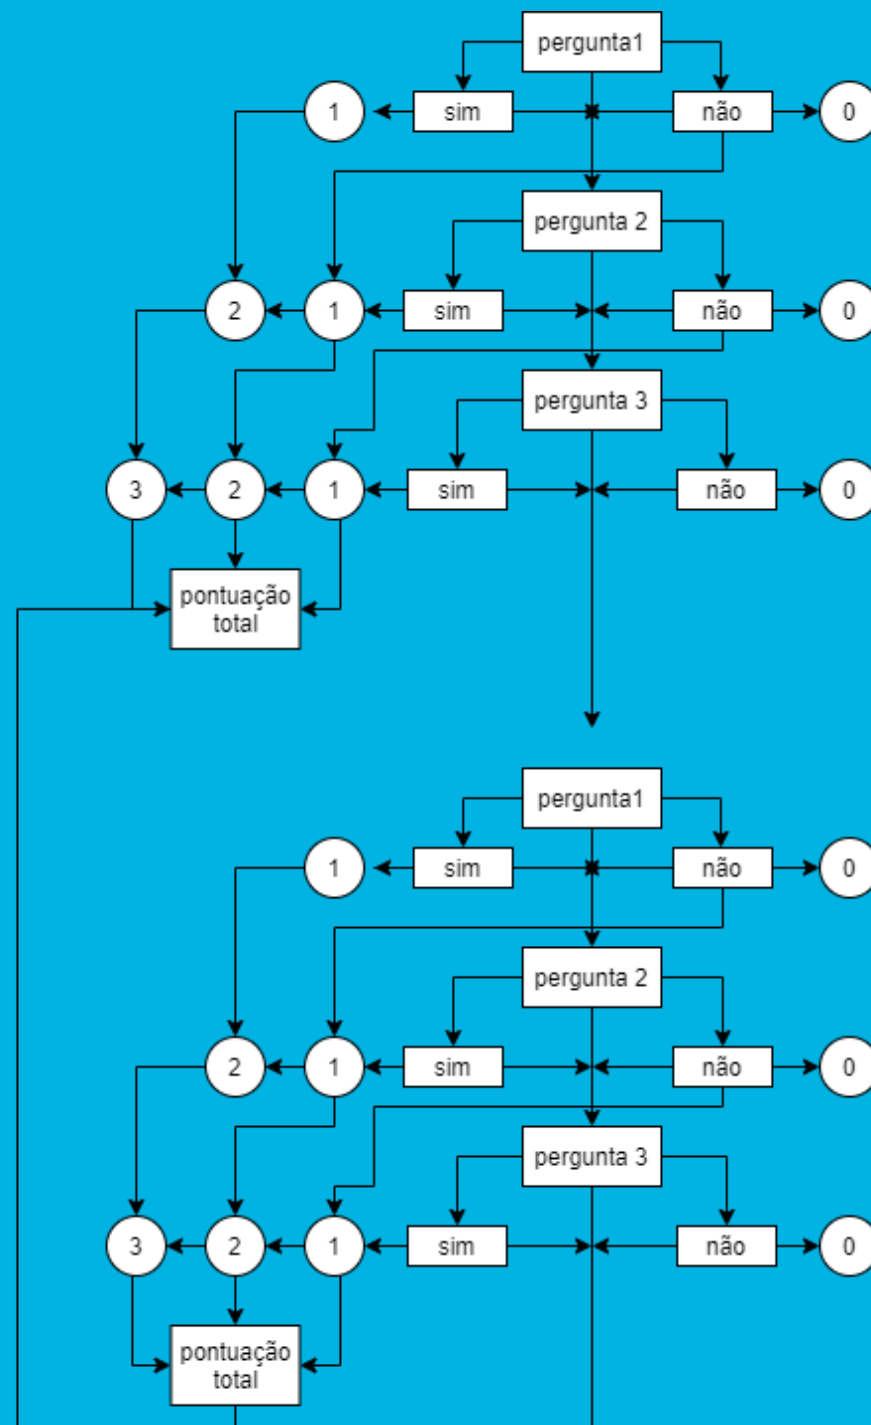 pergunta1
1
sim
não
0
pergunta 2
2
1
sim
não
0
pergunta 3
3
2
1
sim
não
0
pontuação
total
pergunta1
1
sim
não
0
pergunta 2
2
1
sim
não
0
pergunta 3
3
2
1
sim
não
0
pontuação
total